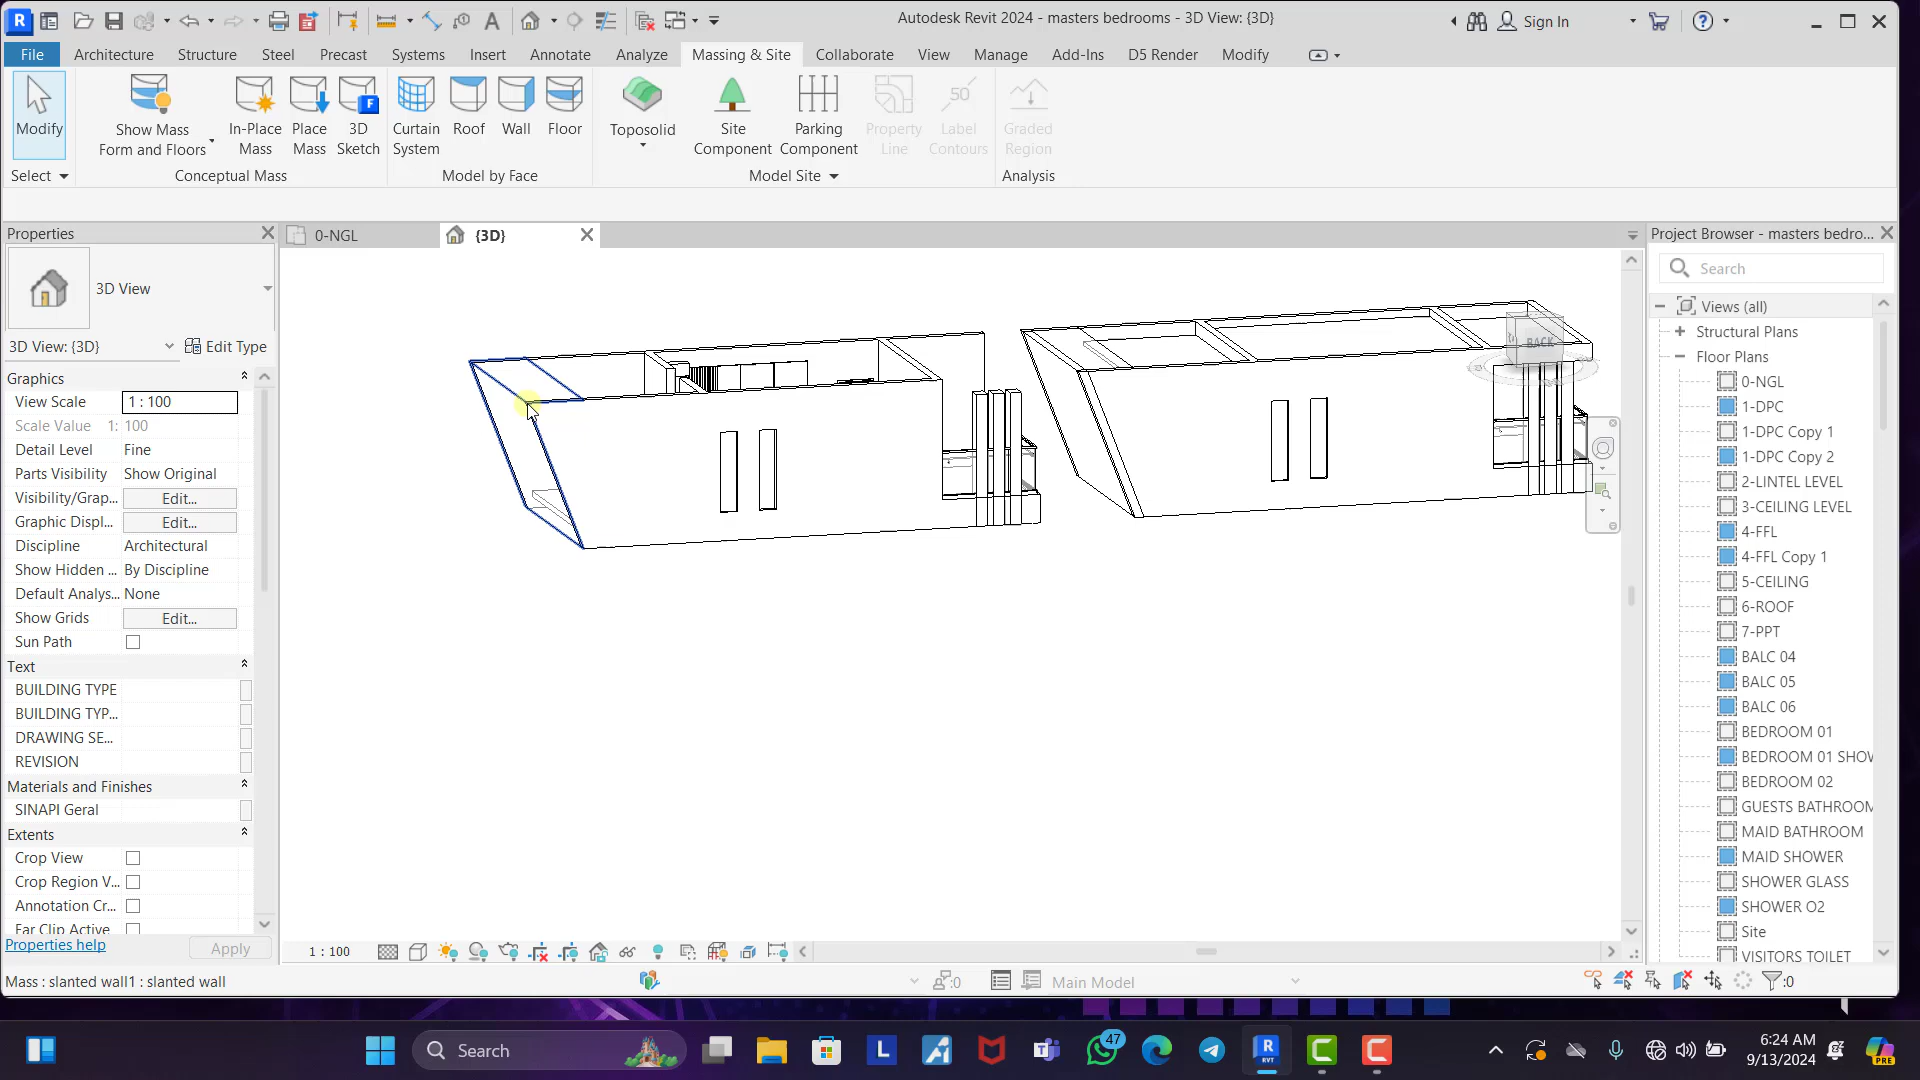 Autodesk Revit 2024 - masters bedrooms - 3D View: {3D}
Sign In
File
Architecture
Structure
Steel
Precast
Systems
Insert
Annotate
Analyze
Massing & Site
Collaborate
View
Manage
Add-Ins
D5 Render
Modify
Modify
Show Mass
Form and Floors
In-Place
Mass
Place
Mass
3D
Sketch
Curtain
System
Roof
Wall
Floor
Toposolid
Site
Component
Parking
Component
Property
Line
50
Label
Contours
Graded
Region
Select
Conceptual Mass
Model by Face
Model Site
Analysis
Properties
0-NGL
{3D}
Project Browser - masters bedro...
3D View
3D View: {3D}
Edit Type
Graphics
View Scale
1 : 100
Scale Value 1:
100
Detail Level
Fine
Parts Visibility
Show Original
Visibility/Grap...
Edit...
Graphic Displ...
Edit...
Discipline
Architectural
Show Hidden ...
By Discipline
Default Analys...
None
Show Grids
Edit...
Sun Path
Text
BUILDING TYPE
BUILDING TYP...
DRAWING SE...
REVISION
Materials and Finishes
SINAPI Geral
Extents
Crop View
Crop Region V...
Annotation Cr...
Far Clip Active
Properties help
Apply
BACK
Search
Views (all)
Structural Plans
Floor Plans
0-NGL
1-DPC
1-DPC Copy 1
1-DPC Copy 2
2-LINTEL LEVEL
3-CEILING LEVEL
4-FFL
4-FFL Copy 1
5-CEILING
6-ROOF
7-PPT
BALC 04
BALC 05
BALC 06
BEDROOM 01
BEDROOM 01 SHOW
BEDROOM 02
GUESTS BATHROOM
MAID BATHROOM
MAID SHOWER
SHOWER GLASS
SHOWER O2
Site
VISITORS TOILET
1 : 100
Mass : slanted wall1 : slanted wall
:0
Main Model
:0
Search
47
6:24 AM
9/13/2024
PRE